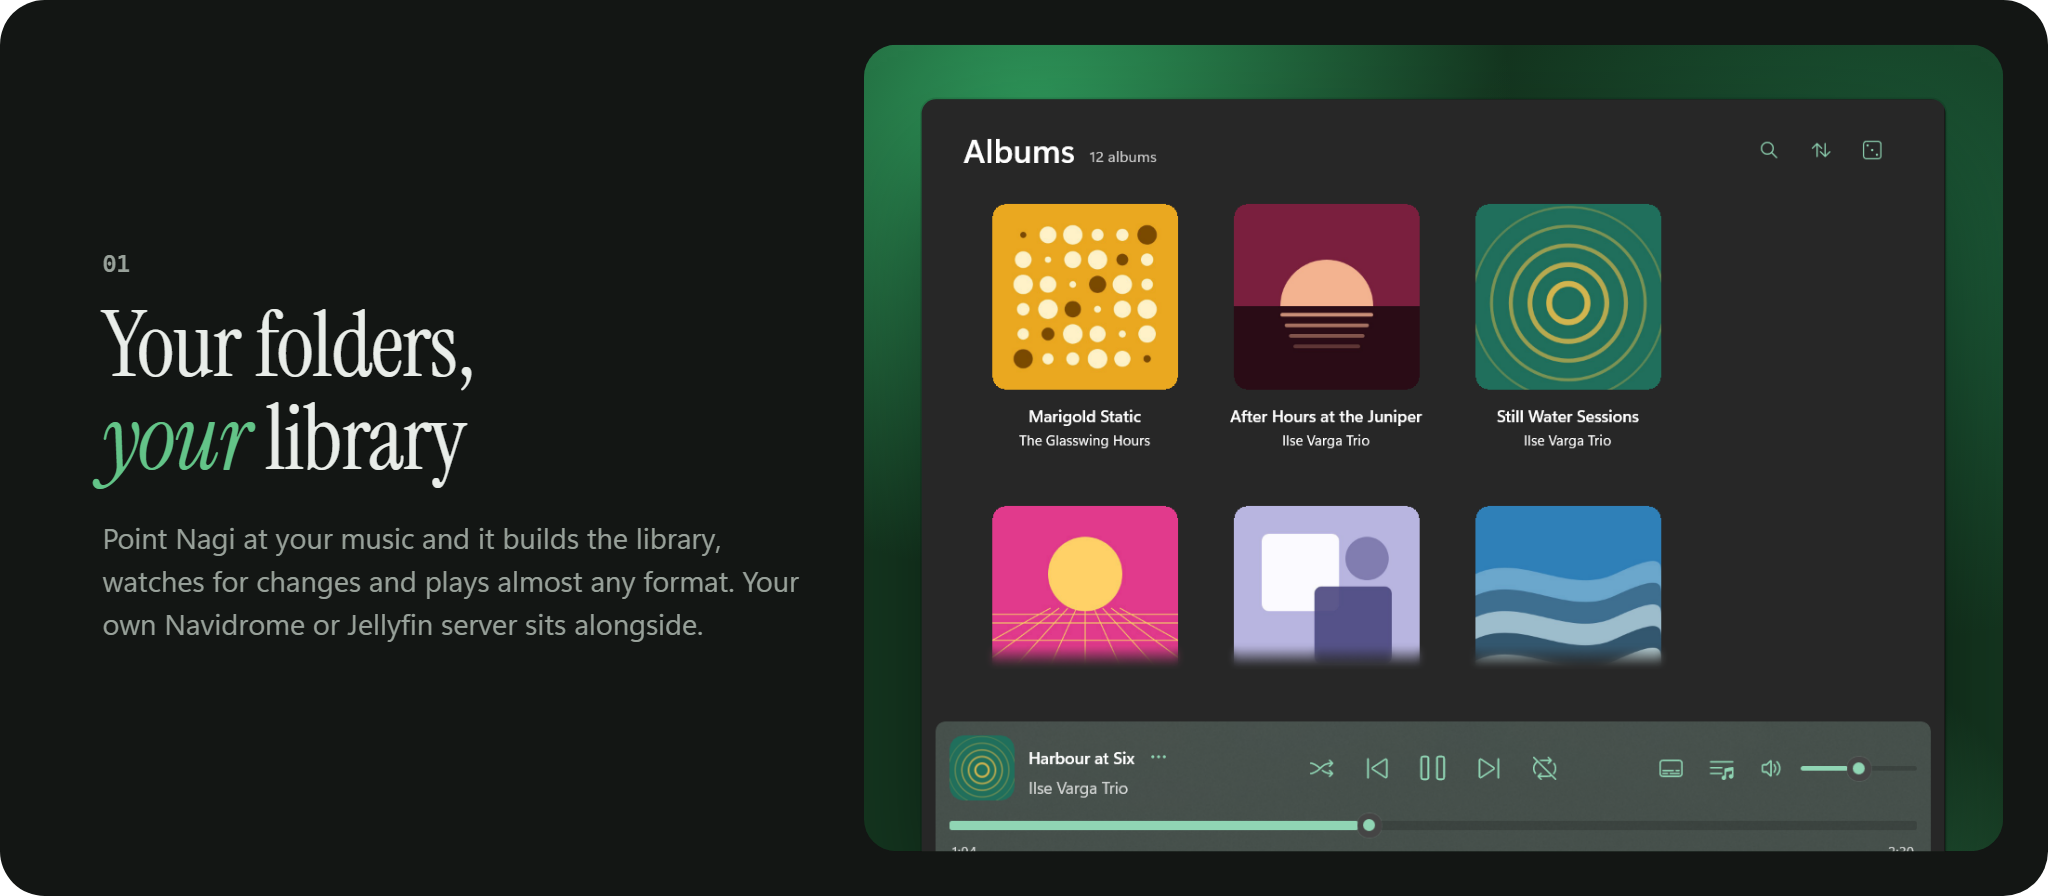 01
Your folders,
your library
Point Nagi at your music and it builds the library,
watches for changes and plays almost any format. Your
own Navidrome or Jellyfin server sits alongside.
Albums 12 albums
Marigold Static
The Glasswing Hours
After Hours at the Juniper
Ilse Varga Trio
Still Water Sessions
Ilse Varga Trio
Harbour at Six
Ilse Varga Trio